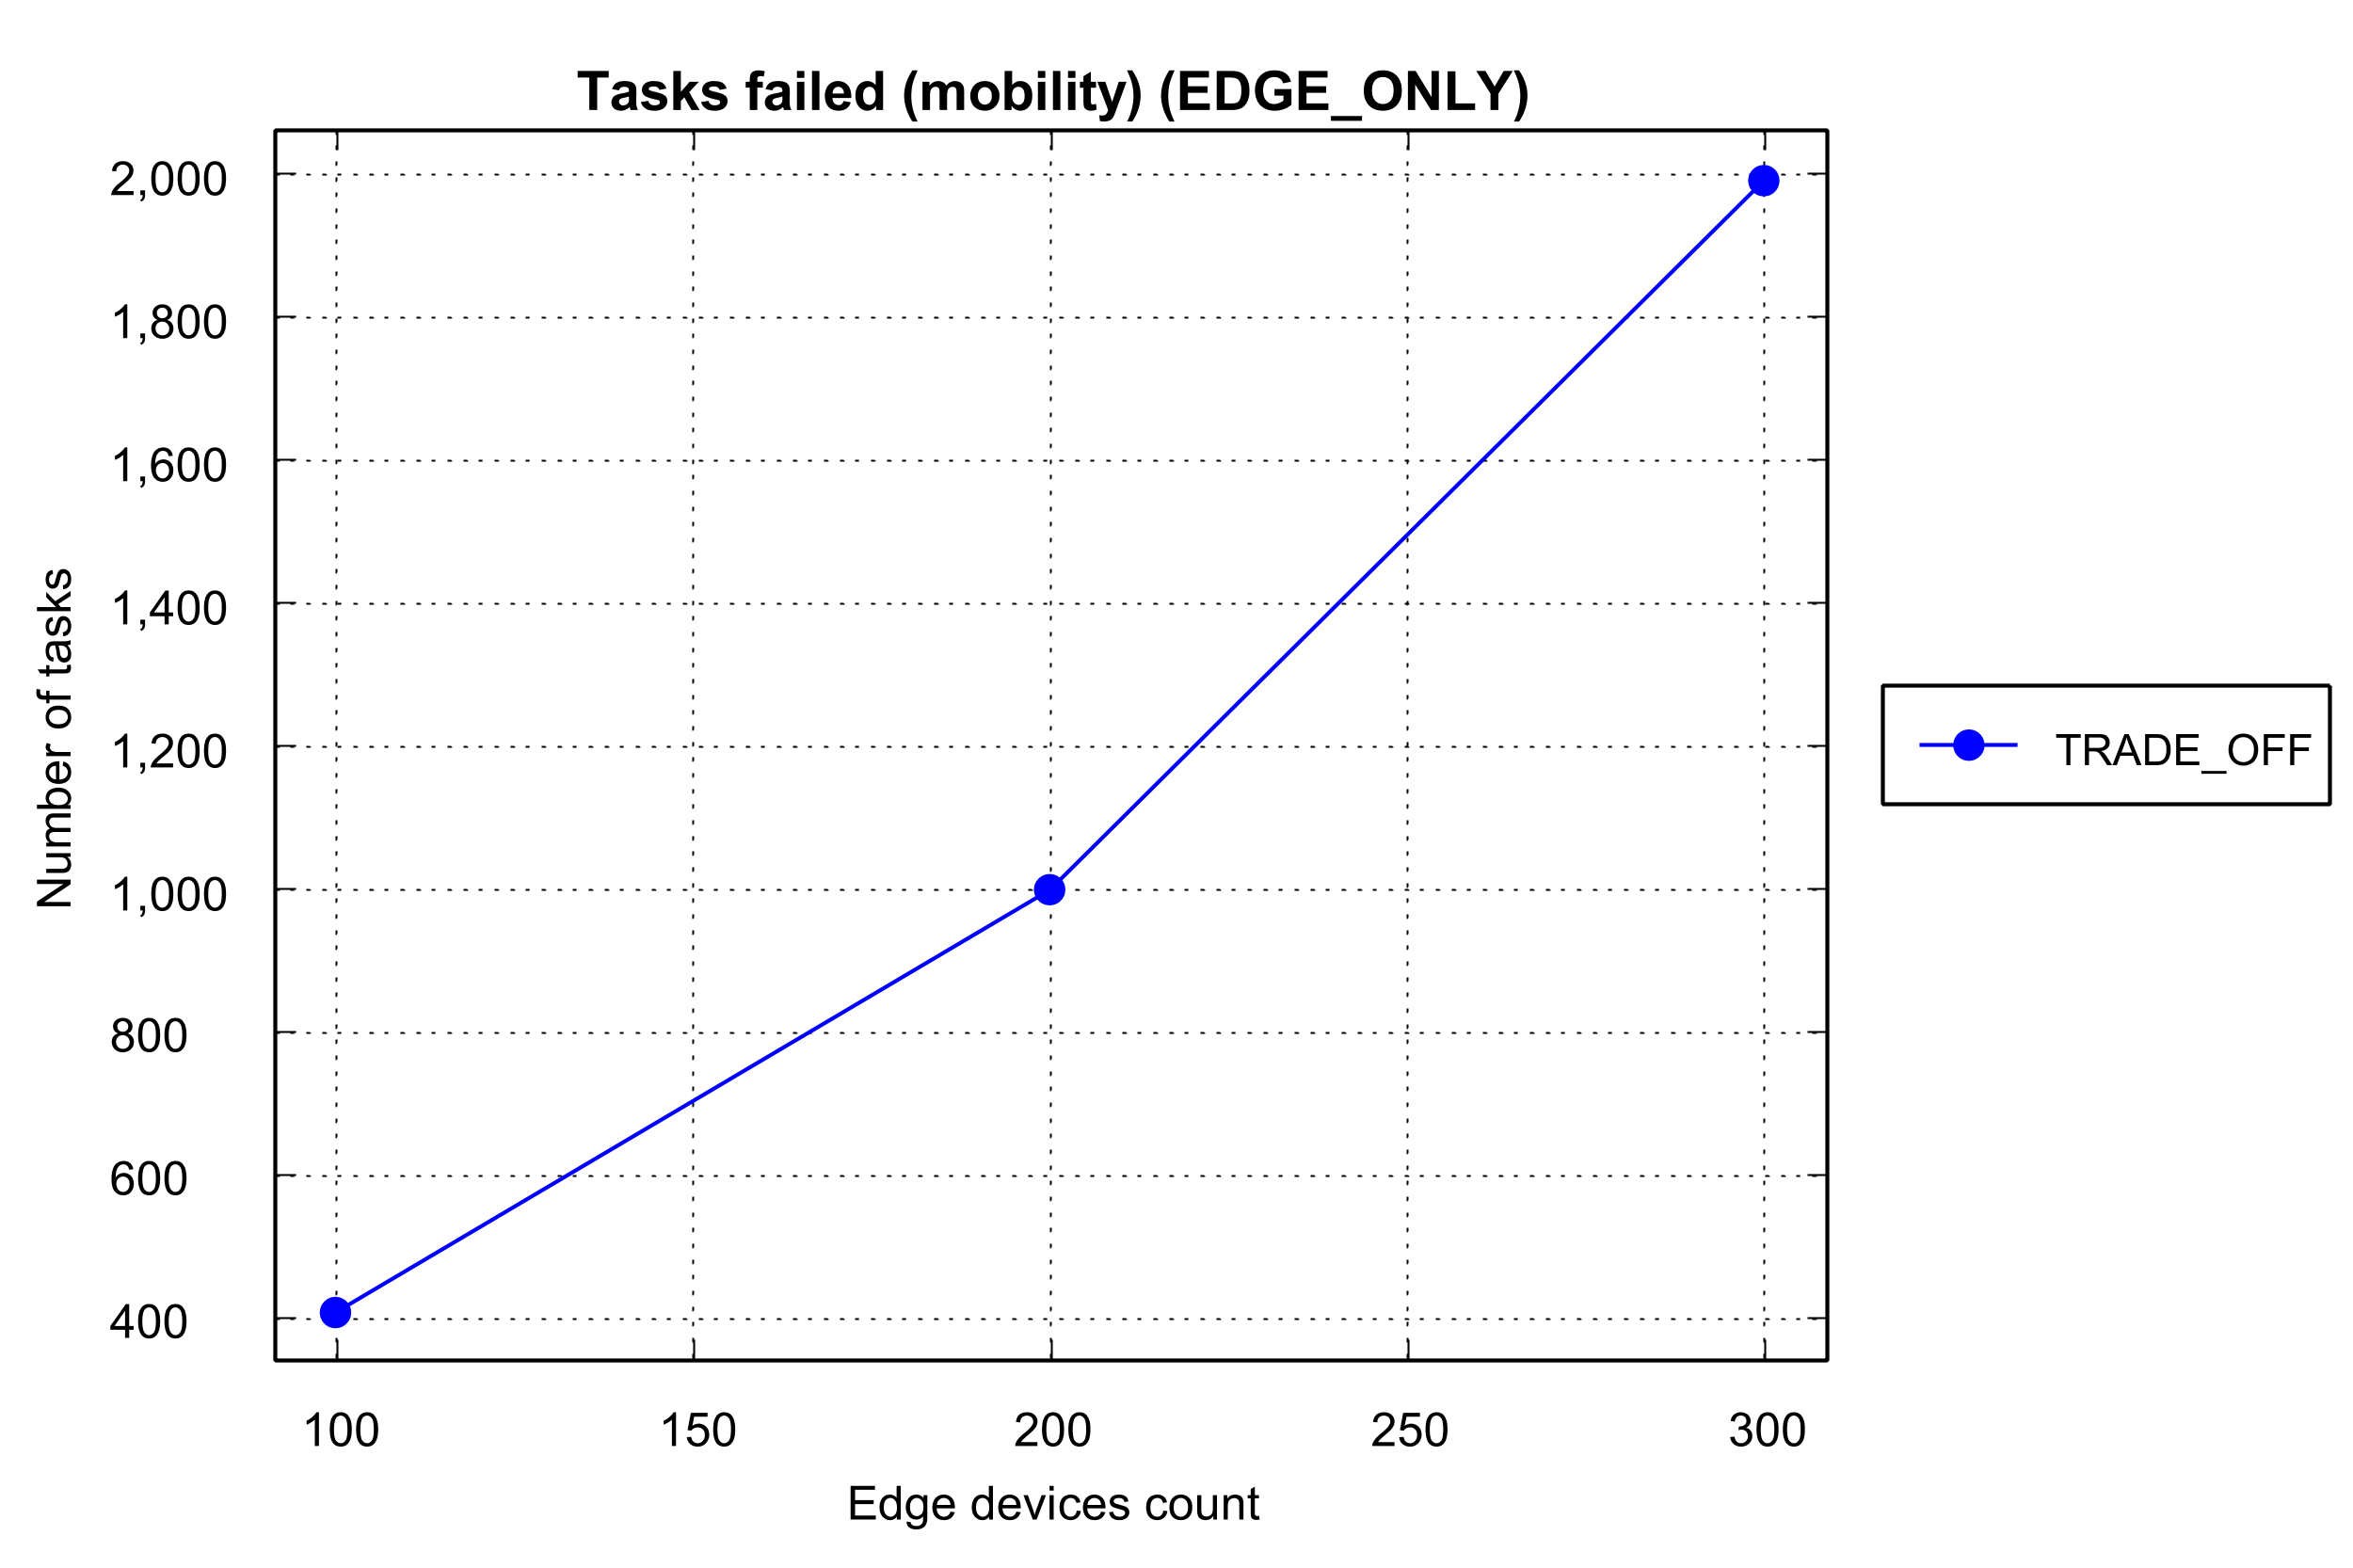 Tasks failed (mobility) (EDGE_ONLY)
2,000
1,800
1,600
1,400
1,200
1,000
800
600
400
Number of tasks
100 150 200 250 300
Edge devices count
TRADE_OFF